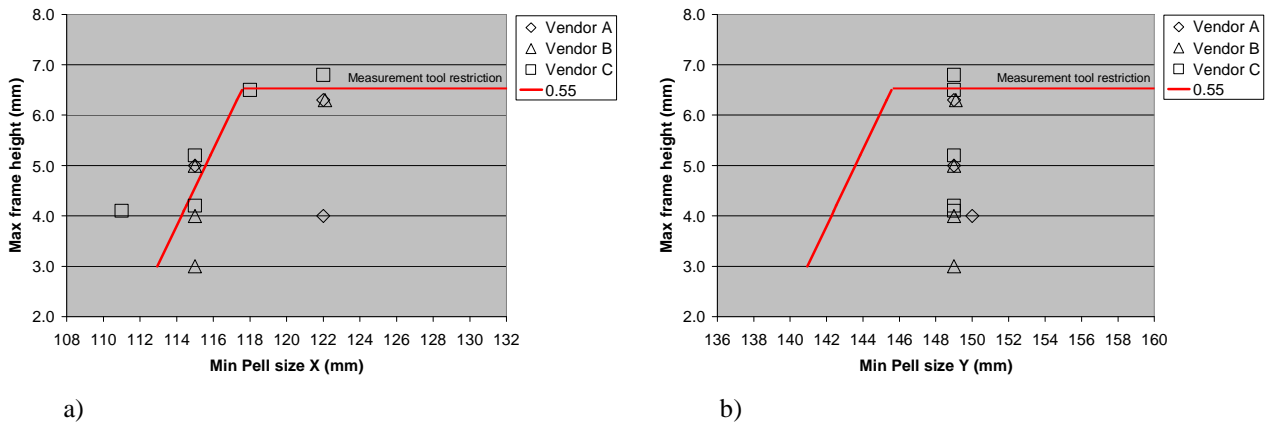 Max frame height (mm)
8.0
7.0
6.0
5.0
4.0
3.0
2.0
Measurement tool restriction
108 110 112 114 116 118 120 122 124 126 128 130 132
Min Pell size X (mm)
Vendor A
Vendor B
Vendor C
0.55
a)
Max frame height (mm)
8.0
7.0
6.0
5.0
4.0
3.0
2.0
Measurement tool restriction
136 138 140 142 144 146 148 150 152 154 156 158 160
Min Pell size Y (mm)
Vendor A
Vendor B
Vendor C
0.55
b)